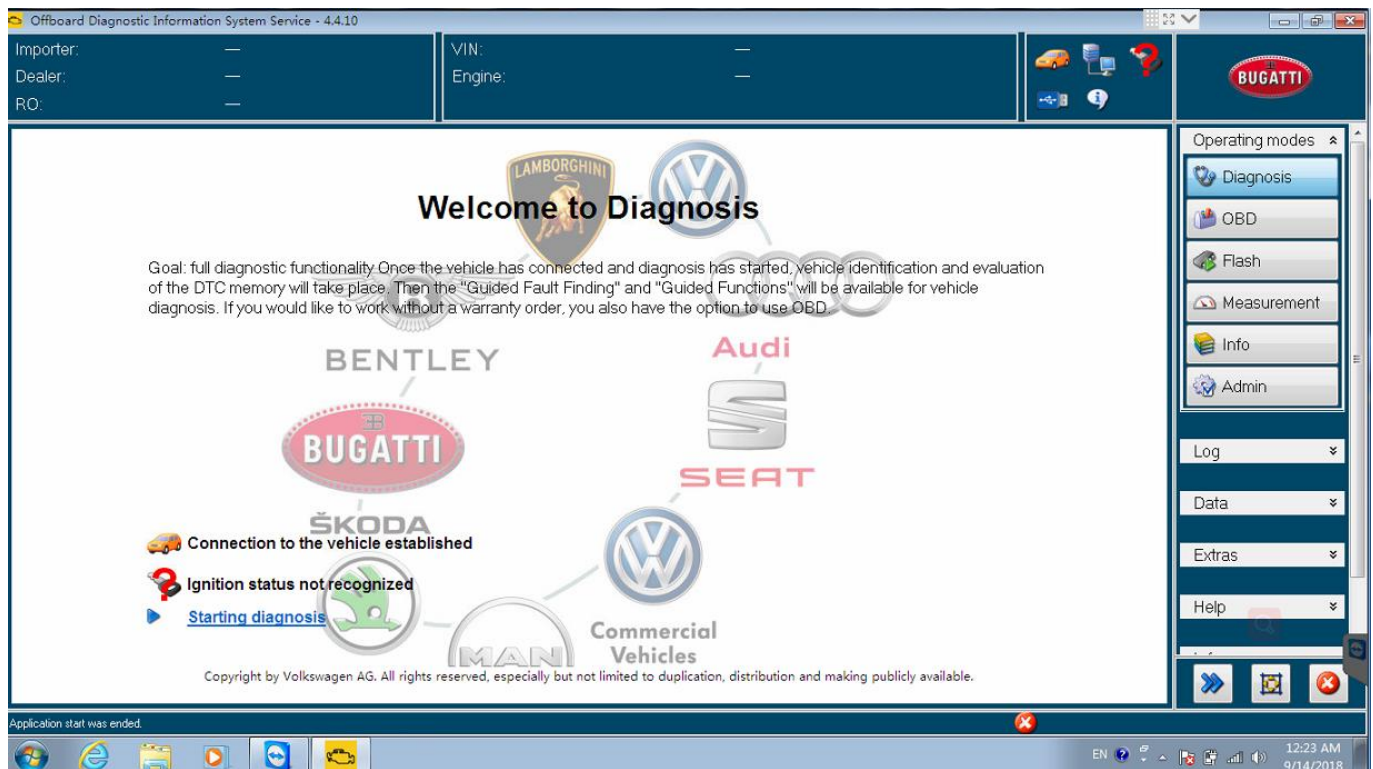 Offboard Diagnostic Information System Service - 4.4.10
Importer: —
Dealer: —
RO: —
VIN: —
Engine: —
BUGATTI
Operating modes
Diagnosis
OBD
Flash
Measurement
Info
Admin
Log
Data
Extras
Help
LAMBORGHINI
Welcome to Diagnosis
Goal: full diagnostic functionality Once the vehicle has connected and diagnosis has started, vehicle identification and evaluation
of the DTC memory will take place. Then the "Guided Fault Finding" and "Guided Functions" will be available for vehicle
diagnosis. If you would like to work without a warranty order, you also have the option to use OBD.
BENTLEY
Audi
BUGATTI
SEAT
ŠKODA
Connection to the vehicle established
Ignition status not recognized
Starting diagnosis
MAN
Commercial
Vehicles
Copyright by Volkswagen AG. All rights reserved, especially but not limited to duplication, distribution and making publicly available.
Application start was ended.
EN
12:23 AM
9/14/2018